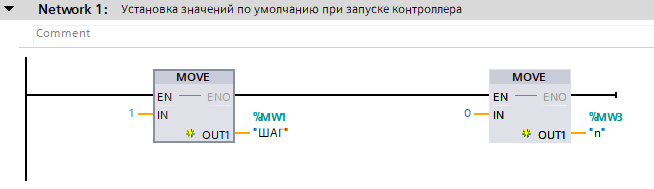 Network 1: Установка значений по умолчанию при запуске контроллера
Comment
MOVE MOVE
EN ENO EN ENO
1 IN %MW1 0 IN %MW3
OUT1 "ШАГ" OUT1 "n"